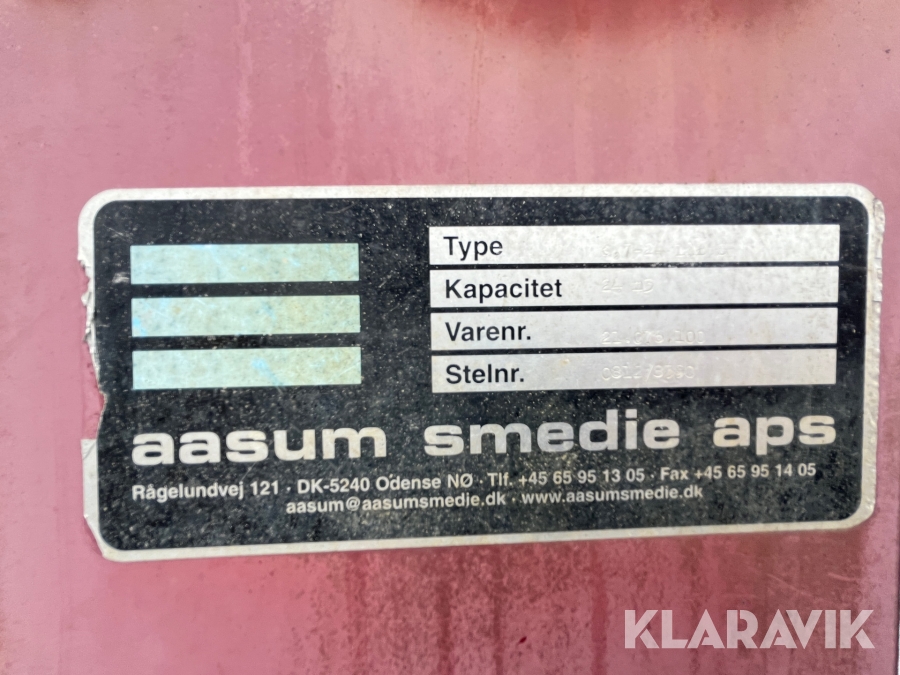 Type
Kapacitet
Varenr.
Stelnr.
aasum smedie aps
Rågelundvej 121 · DK-5240 Odense NØ · Tlf. +45 65 95 13 05 · Fax +45 65 95 14 05
aasum@aasumsmedie.dk · www.aasumsmedie.dk
KLARAVIK